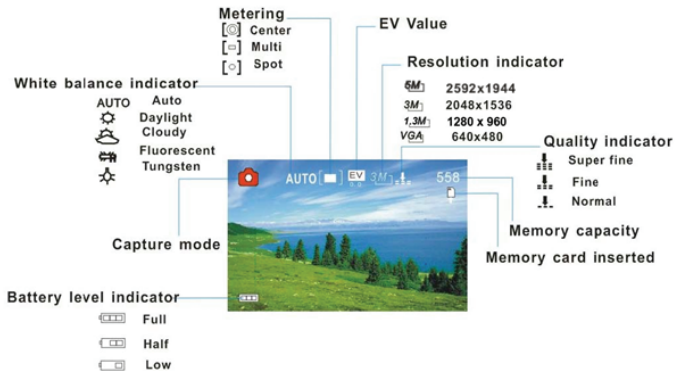 Metering
Center
Multi
Spot
EV Value
Resolution indicator
5M 2592x1944
3M 2048x1536
1.3M 1280 x 960
VGA 640x480
White balance indicator
AUTO Auto
Daylight
Cloudy
Fluorescent
Tungsten
Quality indicator
Super fine
Fine
Normal
AUTO EV 3M 558
Capture mode
Memory capacity
Memory card inserted
Battery level indicator
Full
Half
Low